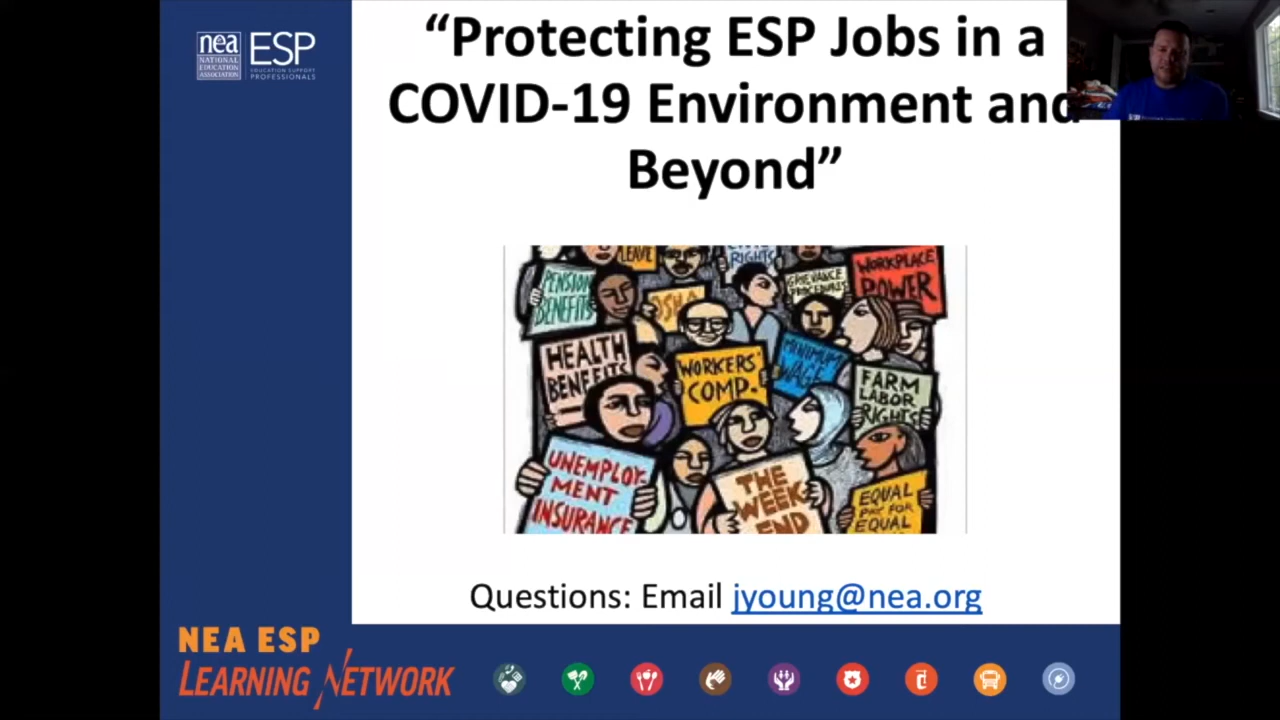 nea
NATIONAL
EDUCATION
ASSOCIATION
ESP
EDUCATION SUPPORT
PROFESSIONALS
“Protecting ESP Jobs in a
COVID-19 Environment and
Beyond”
LEAVE
RIGHTS
WORKPLACE
POWER
PENSION
BENEFITS
OSHA
GRIEVANCE
PROCEDURES
HEALTH
BENEFITS
WORKERS'
COMP.
MINIMUM
WAGE
FARM
LABOR
RIGHTS
UNEMPLOY-
MENT
INSURANCE
THE
WEEK
END
EQUAL
PAY FOR
EQUAL
Questions: Email jyoung@nea.org
NEA ESP
LEARNING NETWORK